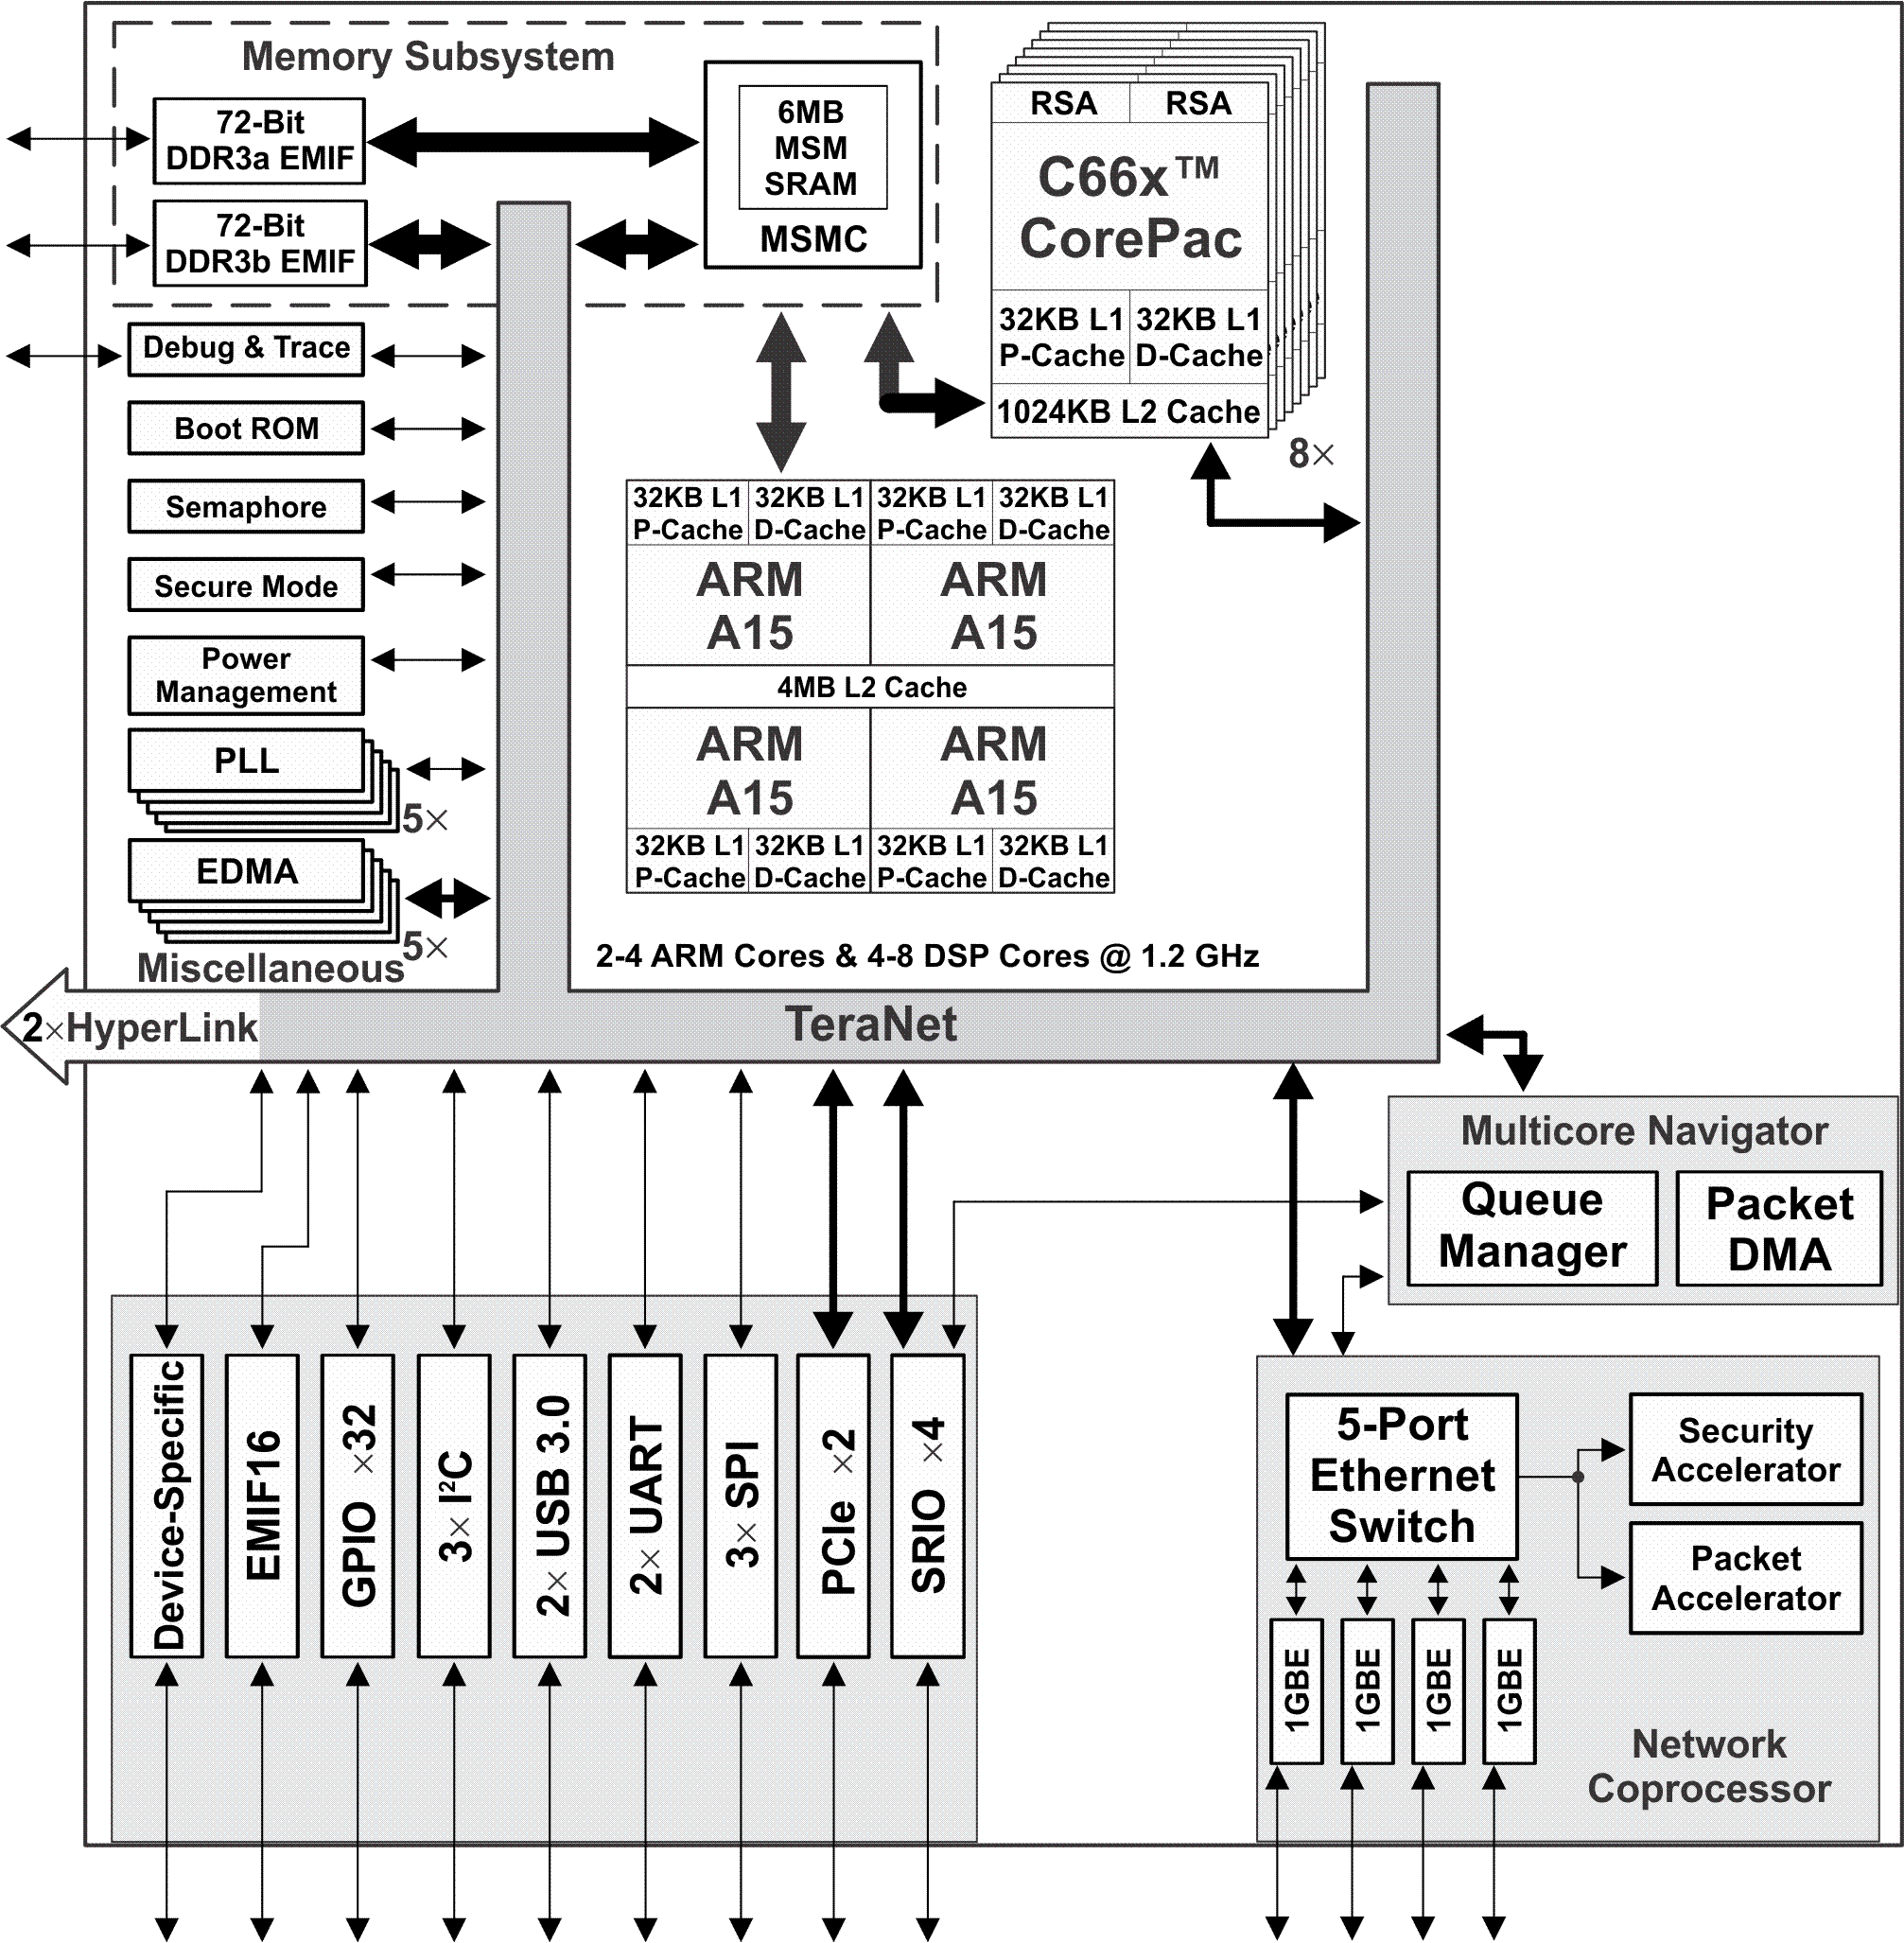 Memory Subsystem
72-Bit
DDR3a EMIF
72-Bit
DDR3b EMIF
6MB
MSM
SRAM
MSMC
RSA RSA
C66x™
CorePac
32KB L1 32KB L1
P-Cache D-Cache
1024KB L2 Cache
8×
Debug & Trace
Boot ROM
Semaphore
Secure Mode
Power
Management
PLL
5×
EDMA
5×
Miscellaneous
32KB L1 32KB L1 32KB L1 32KB L1
P-Cache D-Cache P-Cache D-Cache
ARM ARM
A15 A15
4MB L2 Cache
ARM ARM
A15 A15
32KB L1 32KB L1 32KB L1 32KB L1
P-Cache D-Cache P-Cache D-Cache
2-4 ARM Cores & 4-8 DSP Cores @ 1.2 GHz
2×HyperLink
TeraNet
Multicore Navigator
Queue
Manager
Packet
DMA
Device-Specific
EMIF16
GPIO ×32
3× I²C
2× USB 3.0
2× UART
3× SPI
PCIe ×2
SRIO ×4
5-Port
Ethernet
Switch
Security
Accelerator
Packet
Accelerator
1GBE
1GBE
1GBE
1GBE
Network
Coprocessor